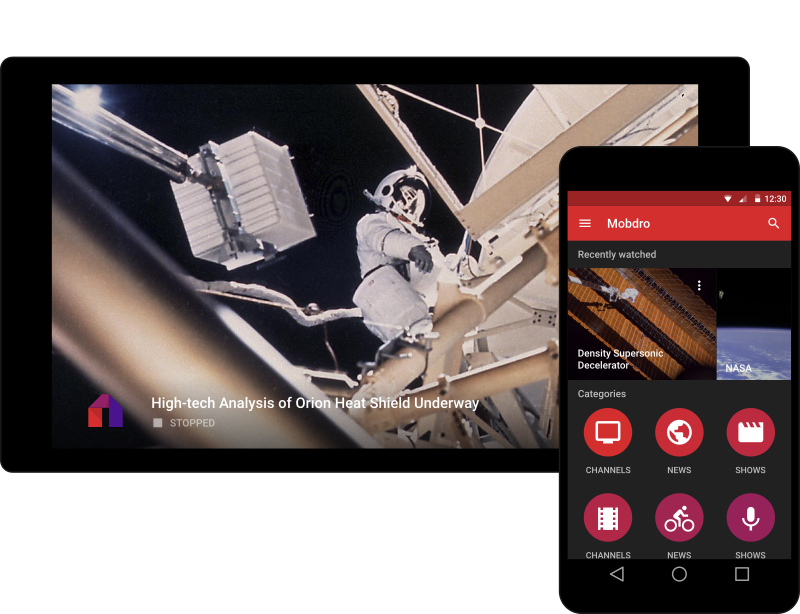 High-tech Analysis of Orion Heat Shield Underway
STOPPED
12:30
Mobdro
Recently watched
Density Supersonic
Decelerator
NASA
Categories
CHANNELS NEWS SHOWS
CHANNELS NEWS SHOWS